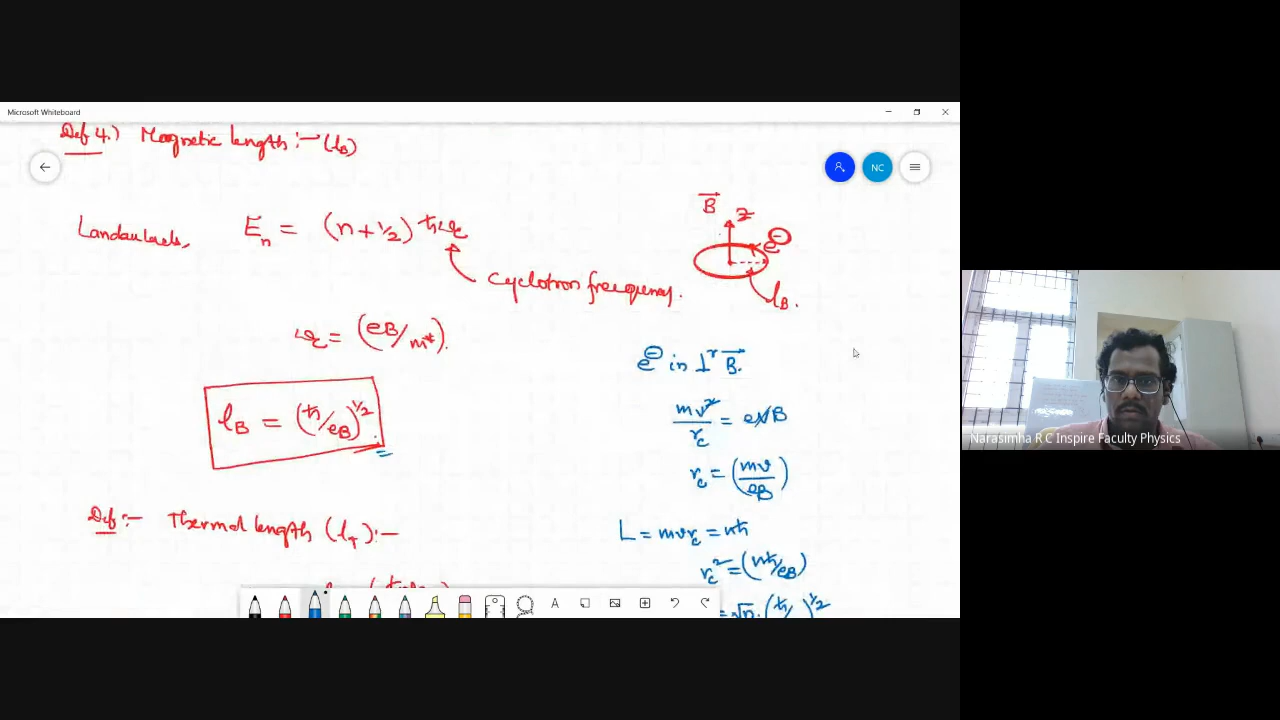 Microsoft Whiteboard
Def 4.) Magnetic length :- (l_B)
NC
Landau levels, E_n = (n + 1/2) ħω_c
cyclotron frequency.
ω_c = (eB/m*).
l_B = (ħ/eB)^1/2
Def :- Thermal length (l_T) :-
B⃗
z
e⊖
l_B.
e⊖ in ⊥r B⃗.
mv²/r_c = evB
r_c = (mv/eB)
L = mvr_c = nħ
r_c² = (nħ/eB)
= √n . (ħ/ )^1/2
A
Narasimha R C Inspire Faculty Physics